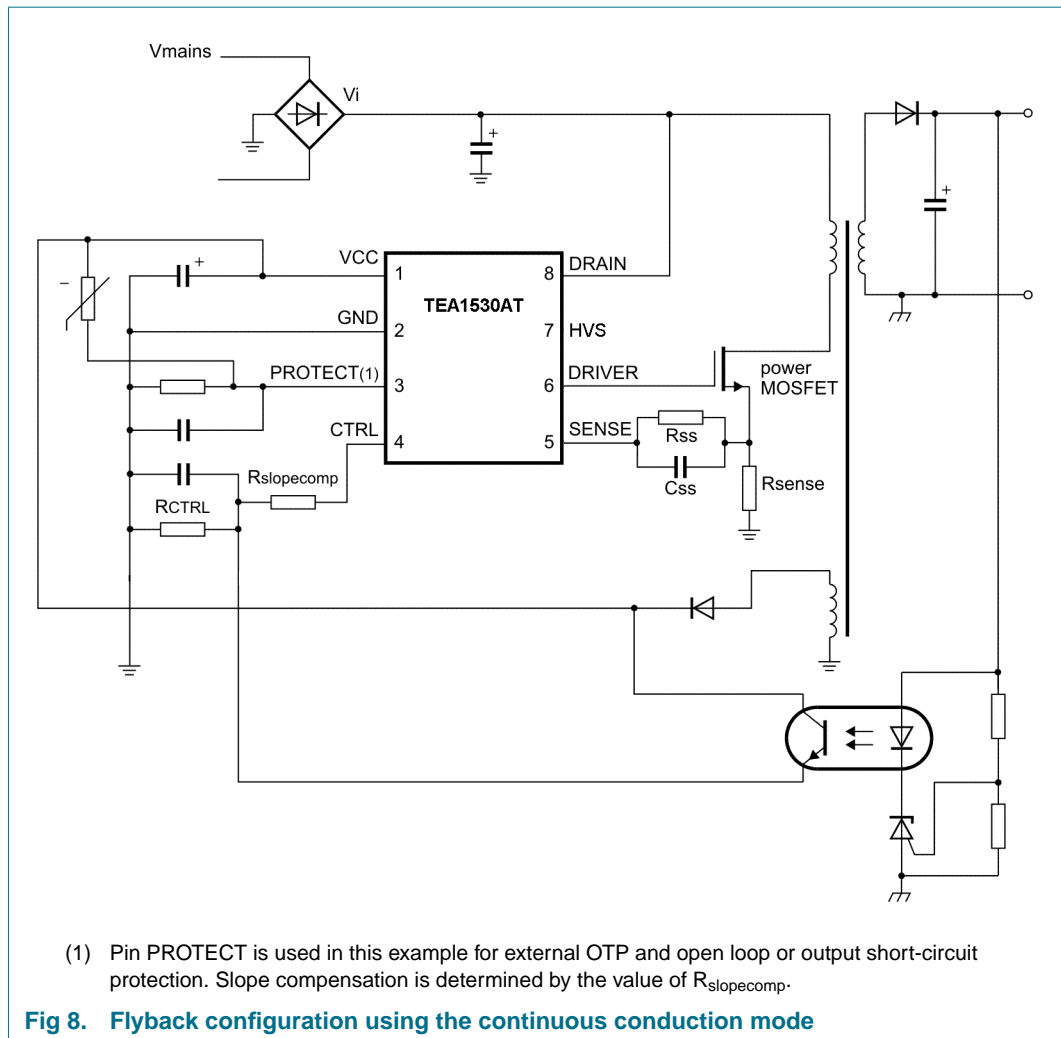 Vmains
Vi
+
+
+
–
VCC
1
8
DRAIN
TEA1530AT
GND
2
7
HVS
PROTECT(1)
3
6
DRIVER
power
MOSFET
CTRL
4
5
SENSE
Rss
Css
Rslopecomp
Rsense
RCTRL
(1) Pin PROTECT is used in this example for external OTP and open loop or output short-circuit
protection. Slope compensation is determined by the value of Rslopecomp.
Fig 8. Flyback configuration using the continuous conduction mode